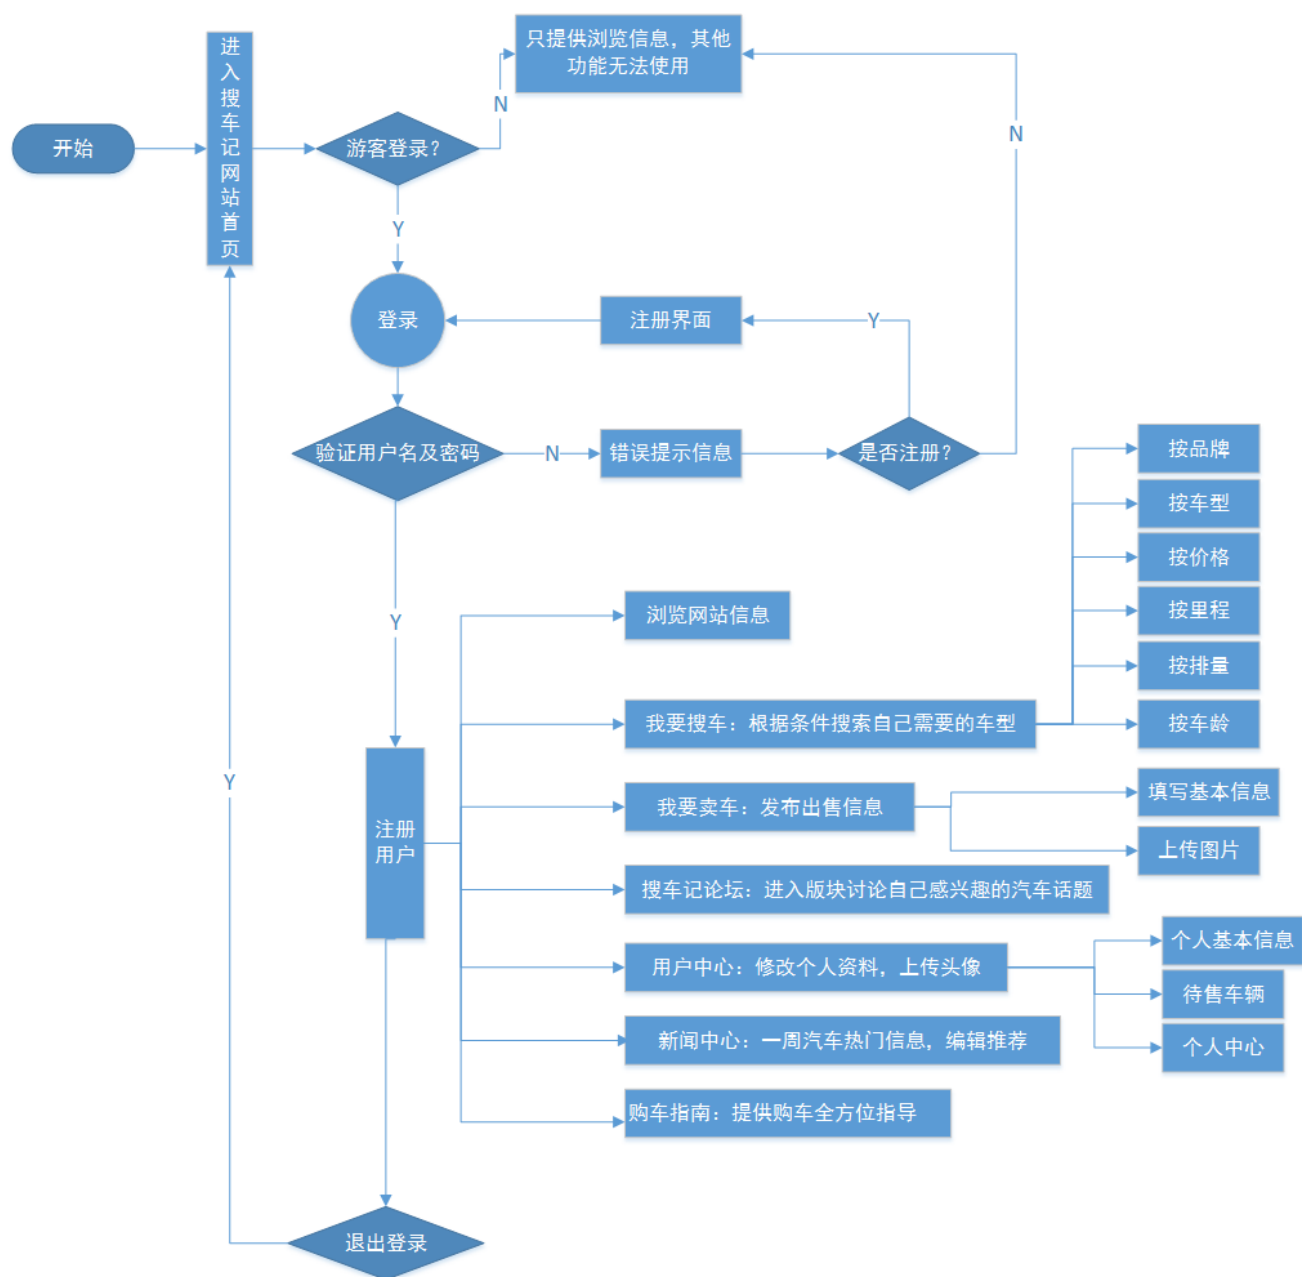 开始
进入搜车记网站首页
游客登录？
N
只提供浏览信息，其他
功能无法使用
N
Y
登录
注册界面
Y
验证用户名及密码
N
错误提示信息
是否注册？
Y
注册
用户
浏览网站信息
我要搜车：根据条件搜索自己需要的车型
按品牌
按车型
按价格
按里程
按排量
按车龄
我要卖车：发布出售信息
填写基本信息
上传图片
搜车记论坛：进入版块讨论自己感兴趣的汽车话题
用户中心：修改个人资料，上传头像
个人基本信息
待售车辆
个人中心
新闻中心：一周汽车热门信息，编辑推荐
购车指南：提供购车全方位指导
Y
退出登录